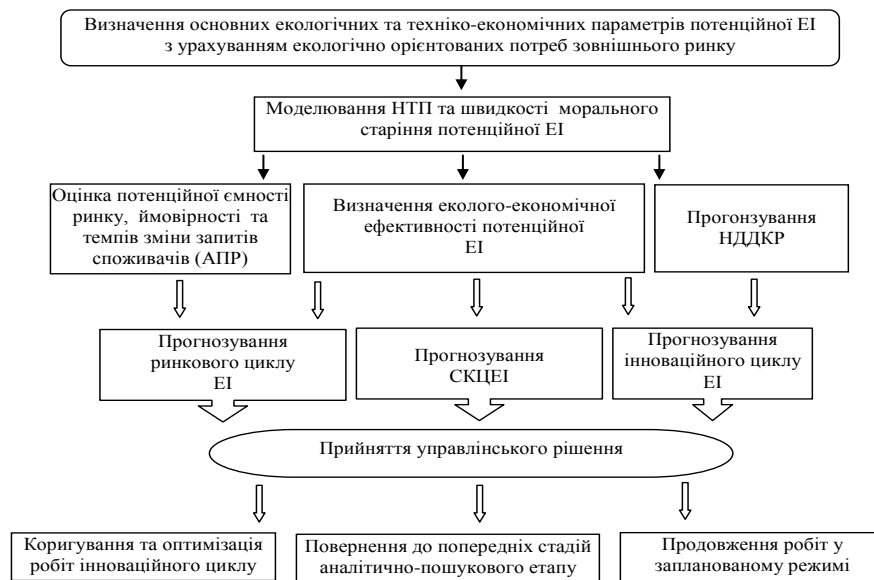 Визначення основних екологічних та техніко-економічних параметрів потенційної ЕІ
з урахуванням екологічно орієнтованих потреб зовнішнього ринку
Моделювання НТП та швидкості морального
старіння потенційної ЕІ
Оцінка потенційної ємності
ринку, ймовірності та
темпів зміни запитів
споживачів (АПР)
Визначення еколого-економічної
ефективності потенційної
ЕІ
Прогонзування
НДДКР
Прогнозування
ринкового циклу
ЕІ
Прогнозування
СКЦЕІ
Прогнозування
інноваційного циклу
ЕІ
Прийняття управлінського рішення
Коригування та оптимізація
робіт інноваційного циклу
Повернення до попередніх стадій
аналітично-пошукового етапу
Продовження робіт у
запланованому режимі